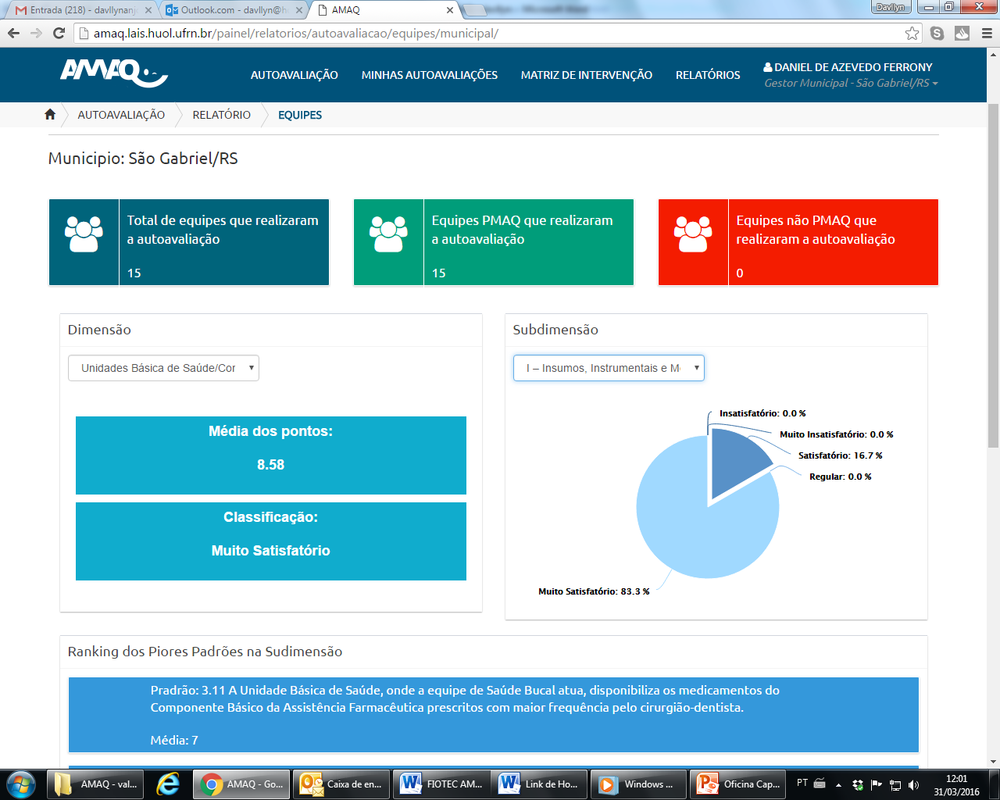 Entrada (218) - davllynanj
Outlook.com - davllyn@h
AMAQ
Davllyn
amaq.lais.huol.ufrn.br/painel/relatorios/autoavaliacao/equipes/municipal/
AMAQ
AUTOAVALIAÇÃO
MINHAS AUTOAVALIAÇÕES
MATRIZ DE INTERVENÇÃO
RELATÓRIOS
DANIEL DE AZEVEDO FERRONY
Gestor Municipal - São Gabriel/RS
AUTOAVALIAÇÃO
RELATÓRIO
EQUIPES
Municipio: São Gabriel/RS
Total de equipes que realizaram
a autoavaliação
15
Equipes PMAQ que realizaram
a autoavaliação
15
Equipes não PMAQ que
realizaram a autoavaliação
0
Dimensão
Unidades Básica de Saúde/Cor
Média dos pontos:
8.58
Classificação:
Muito Satisfatório
Subdimensão
I – Insumos, Instrumentais e M
Insatisfatório: 0.0 %
Muito Insatisfatório: 0.0 %
Satisfatório: 16.7 %
Regular: 0.0 %
Muito Satisfatório: 83.3 %
Ranking dos Piores Padrões na Sudimensão
Pradrão: 3.11 A Unidade Básica de Saúde, onde a equipe de Saúde Bucal atua, disponibiliza os medicamentos do
Componente Básico da Assistência Farmacêutica prescritos com maior frequência pelo cirurgião-dentista.
Média: 7
AMAQ - val...
AMAQ - Go...
Caixa de en...
FIOTEC AM...
Link de Ho...
Windows ...
Oficina Cap...
PT
12:01
31/03/2016